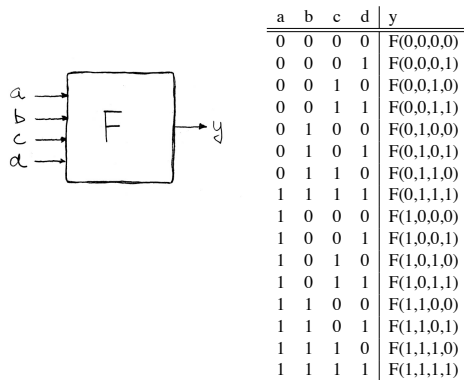 a
b
c
d
F
y
a b c d y
0 0 0 0 F(0,0,0,0)
0 0 0 1 F(0,0,0,1)
0 0 1 0 F(0,0,1,0)
0 0 1 1 F(0,0,1,1)
0 1 0 0 F(0,1,0,0)
0 1 0 1 F(0,1,0,1)
0 1 1 0 F(0,1,1,0)
1 1 1 1 F(0,1,1,1)
1 0 0 0 F(1,0,0,0)
1 0 0 1 F(1,0,0,1)
1 0 1 0 F(1,0,1,0)
1 0 1 1 F(1,0,1,1)
1 1 0 0 F(1,1,0,0)
1 1 0 1 F(1,1,0,1)
1 1 1 0 F(1,1,1,0)
1 1 1 1 F(1,1,1,1)